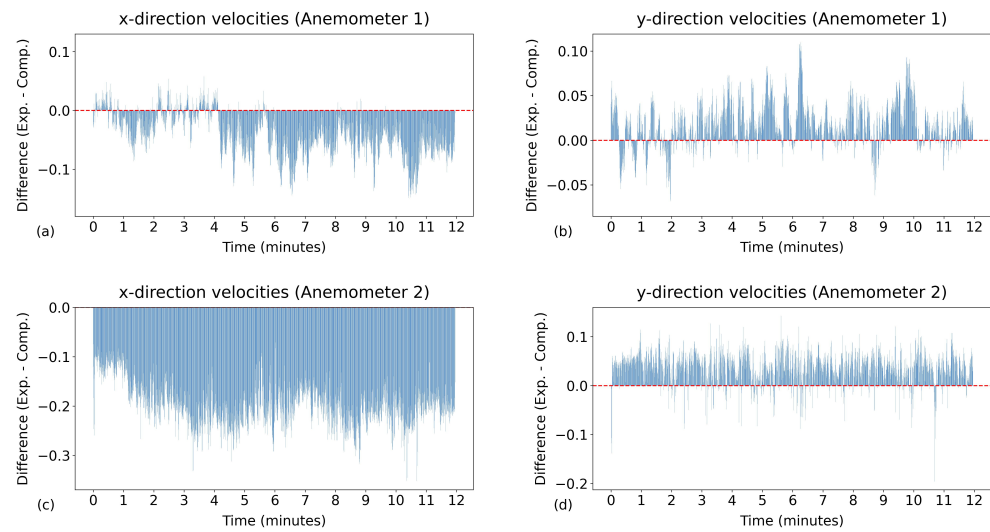 x-direction velocities (Anemometer 1)
Difference (Exp. - Comp.)
0.1
0.0
−0.1
0 1 2 3 4 5 6 7 8 9 10 11 12
(a)
Time (minutes)
y-direction velocities (Anemometer 1)
Difference (Exp. - Comp.)
0.10
0.05
0.00
−0.05
0 1 2 3 4 5 6 7 8 9 10 11 12
(b)
Time (minutes)
x-direction velocities (Anemometer 2)
Difference (Exp. - Comp.)
0.0
−0.1
−0.2
−0.3
0 1 2 3 4 5 6 7 8 9 10 11 12
(c)
Time (minutes)
y-direction velocities (Anemometer 2)
Difference (Exp. - Comp.)
0.1
0.0
−0.1
−0.2
0 1 2 3 4 5 6 7 8 9 10 11 12
(d)
Time (minutes)